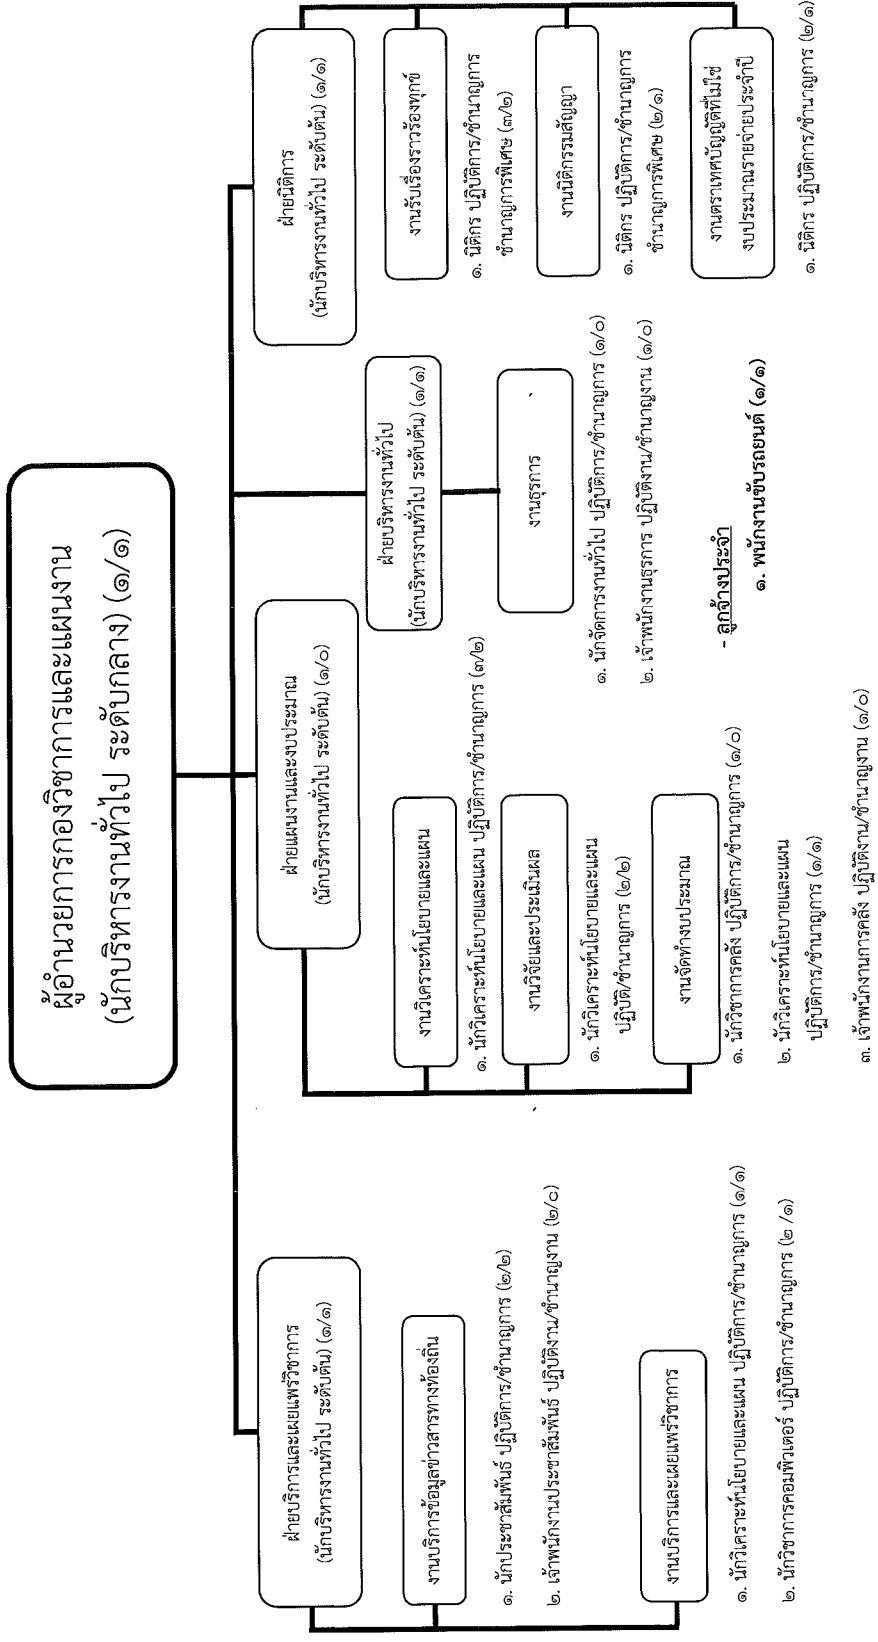 ผู้อำนวยการกองวิชาการและแผนงาน
(นักบริหารงานทั่วไป ระดับกลาง) (๑/๑)
ฝ่ายบริการและเผยแพร่วิชาการ
(นักบริหารงานทั่วไป ระดับต้น) (๑/๑)
งานบริการข้อมูลข่าวสารทางท้องถิ่น
๑. นักประชาสัมพันธ์ ปฏิบัติการ/ชำนาญการ (๒/๒)
๒. เจ้าพนักงานประชาสัมพันธ์ ปฏิบัติงาน/ชำนาญงาน (๒/๐)
งานบริการและเผยแพร่วิชาการ
๑. นักวิเคราะห์นโยบายและแผน ปฏิบัติการ/ชำนาญการ (๑/๑)
๒. นักวิชาการคอมพิวเตอร์ ปฏิบัติการ/ชำนาญการ (๒ /๑)
ฝ่ายแผนงานและงบประมาณ
(นักบริหารงานทั่วไป ระดับต้น) (๑/๐)
งานวิเคราะห์นโยบายและแผน
๑. นักวิเคราะห์นโยบายและแผน ปฏิบัติการ/ชำนาญการ (๓/๒)
งานวิจัยและประเมินผล
๑. นักวิเคราะห์นโยบายและแผน
ปฏิบัติ/ชำนาญการ (๒/๒)
งานจัดทำงบประมาณ
๑. นักวิชาการคลัง ปฏิบัติการ/ชำนาญการ (๑/๐)
๒. นักวิเคราะห์นโยบายและแผน
ปฏิบัติการ/ชำนาญการ (๑/๑)
๓. เจ้าพนักงานการคลัง ปฏิบัติงาน/ชำนาญงาน (๑/๐)
ฝ่ายบริหารงานทั่วไป
(นักบริหารงานทั่วไป ระดับต้น) (๑/๑)
งานธุรการ
๑. นักจัดการงานทั่วไป ปฏิบัติการ/ชำนาญการ (๑/๐)
๒. เจ้าพนักงานธุรการ ปฏิบัติงาน/ชำนาญงาน (๑/๐)
- ลูกจ้างประจำ
๑. พนักงานขับรถยนต์ (๑/๑)
ฝ่ายนิติการ
(นักบริหารงานทั่วไป ระดับต้น) (๑/๑)
งานรับเรื่องราวร้องทุกข์
๑. นิติกร ปฏิบัติการ/ชำนาญการ
ชำนาญการพิเศษ (๓/๒)
งานนิติกรรมสัญญา
๑. นิติกร ปฏิบัติการ/ชำนาญการ
ชำนาญการพิเศษ (๒/๑)
งานตราเทศบัญญัติที่ไม่ใช่
งบประมาณรายจ่ายประจำปี
๑. นิติกร ปฏิบัติการ/ชำนาญการ (๒/๑)